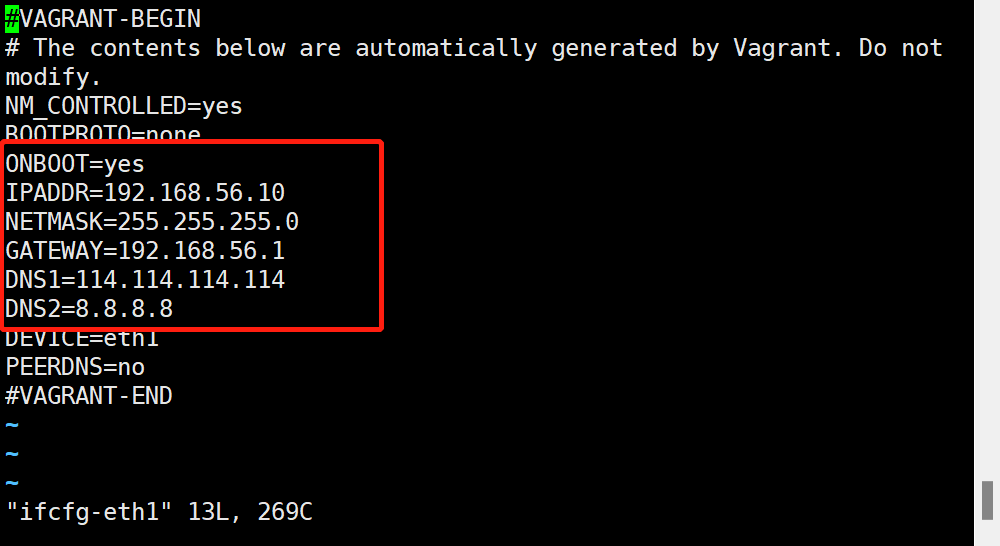 #VAGRANT-BEGIN
# The contents below are automatically generated by Vagrant. Do not
modify.
NM_CONTROLLED=yes
BOOTPROTO=none
ONBOOT=yes
IPADDR=192.168.56.10
NETMASK=255.255.255.0
GATEWAY=192.168.56.1
DNS1=114.114.114.114
DNS2=8.8.8.8
DEVICE=eth1
PEERDNS=no
#VAGRANT-END
~
~
~
"ifcfg-eth1" 13L, 269C